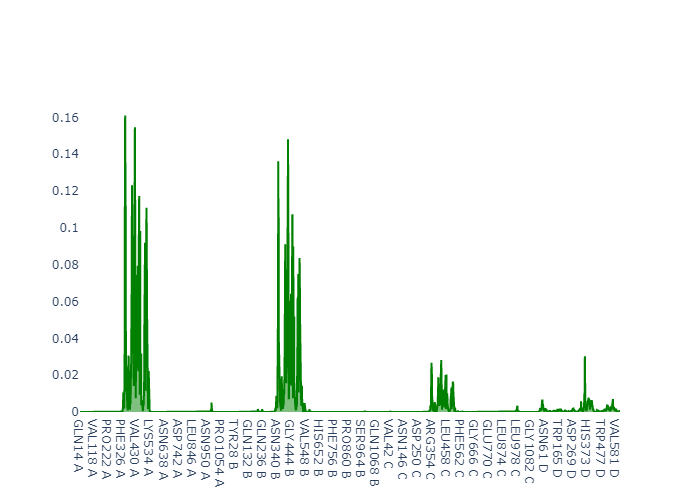 0.16
0.14
0.12
0.1
0.08
0.06
0.04
0.02
0
GLN14 A
VAL118 A
PRO222 A
PHE326 A
VAL430 A
LYS534 A
ASN638 A
ASP742 A
LEU846 A
ASN950 A
PRO1054 A
TYR28 B
GLN132 B
GLN236 B
ASN340 B
GLY444 B
VAL548 B
HIS652 B
PHE756 B
PRO860 B
SER964 B
GLN1068 B
VAL42 C
ASN146 C
ASP250 C
ARG354 C
LEU458 C
PHE562 C
GLY666 C
GLU770 C
LEU874 C
LEU978 C
GLY1082 C
ASN61 D
TRP165 D
ASP269 D
HIS373 D
TRP477 D
VAL581 D